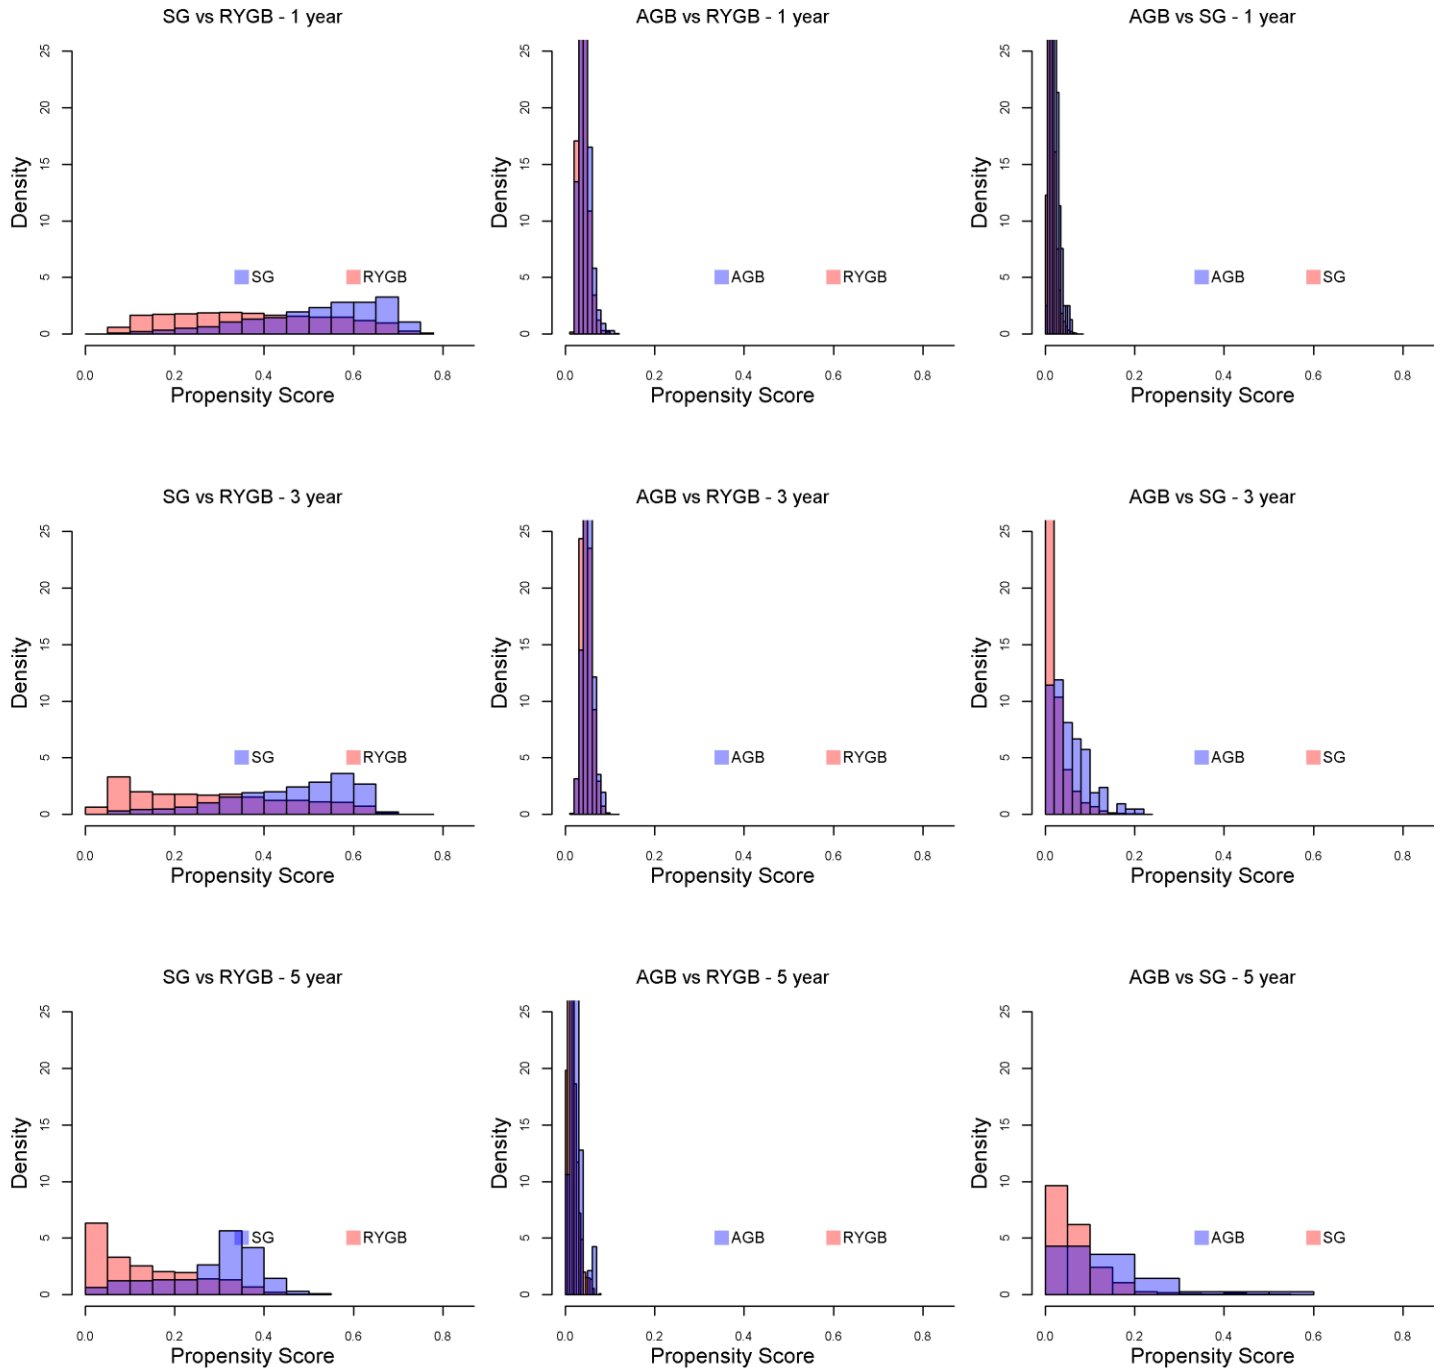 SG vs RYGB - 1 year
25
20
15
10
5
0
Density
SG
RYGB
0.0 0.2 0.4 0.6 0.8
Propensity Score
AGB vs RYGB - 1 year
25
20
15
10
5
0
Density
AGB
RYGB
0.0 0.2 0.4 0.6 0.8
Propensity Score
AGB vs SG - 1 year
25
20
15
10
5
0
Density
AGB
SG
0.0 0.2 0.4 0.6 0.8
Propensity Score
SG vs RYGB - 3 year
25
20
15
10
5
0
Density
SG
RYGB
0.0 0.2 0.4 0.6 0.8
Propensity Score
AGB vs RYGB - 3 year
25
20
15
10
5
0
Density
AGB
RYGB
0.0 0.2 0.4 0.6 0.8
Propensity Score
AGB vs SG - 3 year
25
20
15
10
5
0
Density
AGB
SG
0.0 0.2 0.4 0.6 0.8
Propensity Score
SG vs RYGB - 5 year
25
20
15
10
5
0
Density
SG
RYGB
0.0 0.2 0.4 0.6 0.8
Propensity Score
AGB vs RYGB - 5 year
25
20
15
10
5
0
Density
AGB
RYGB
0.0 0.2 0.4 0.6 0.8
Propensity Score
AGB vs SG - 5 year
25
20
15
10
5
0
Density
AGB
SG
0.0 0.2 0.4 0.6 0.8
Propensity Score